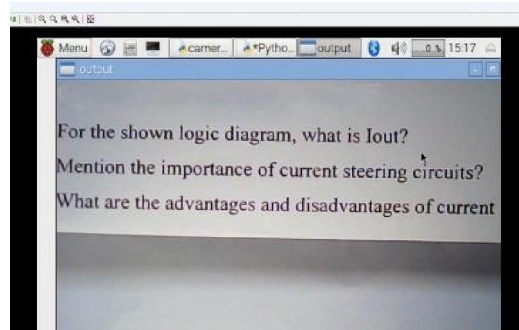 Menu camer... *Pytho... output 0 % 15:17
output
For the shown logic diagram, what is Iout?
Mention the importance of current steering circuits?
What are the advantages and disadvantages of current